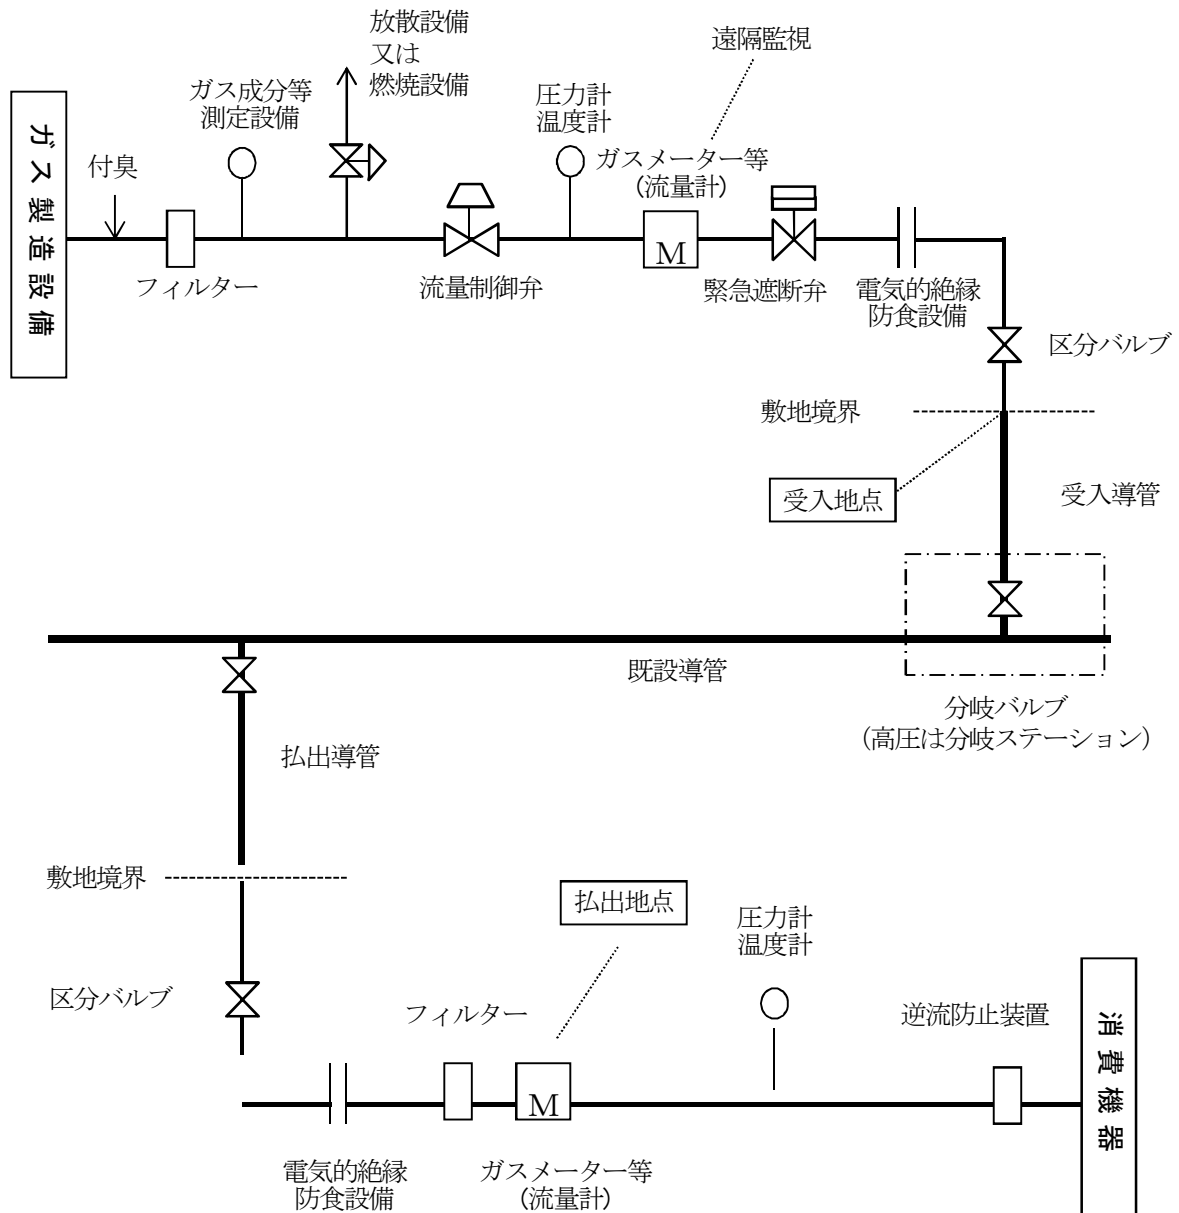 放散設備
又は
燃焼設備
遠隔監視
ガス成分等
測定設備
圧力計
温度計
ガスメーター等
(流量計)
ガス製造設備
付臭
M
フィルター
流量制御弁
緊急遮断弁
電気的絶縁
防食設備
区分バルブ
敷地境界
受入地点
受入導管
既設導管
分岐バルブ
(高圧は分岐ステーション)
払出導管
敷地境界
払出地点
圧力計
温度計
区分バルブ
フィルター
逆流防止装置
消費機器
M
電気的絶縁
防食設備
ガスメーター等
(流量計)